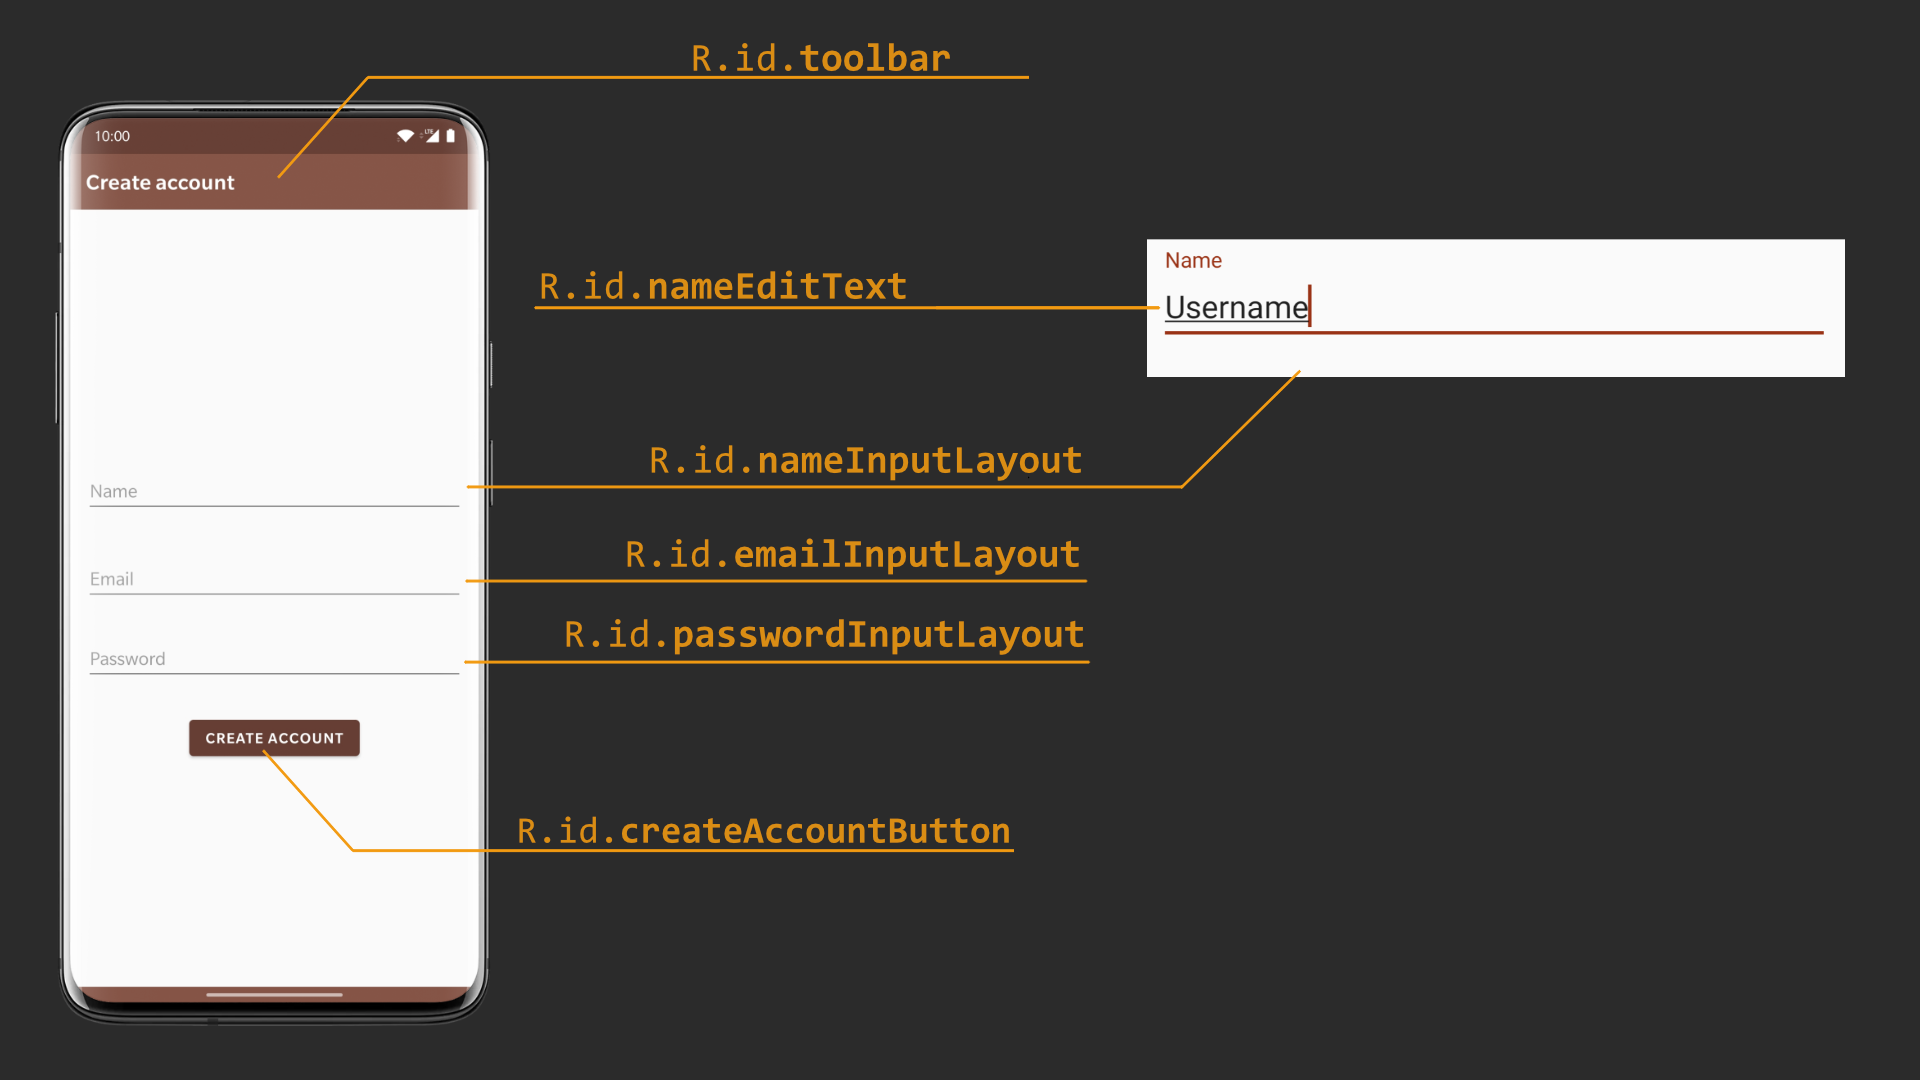 R.id.toolbar
10:00
LTE
Create account
R.id.nameEditText
Name
Username
R.id.nameInputLayout
Name
R.id.emailInputLayout
Email
R.id.passwordInputLayout
Password
CREATE ACCOUNT
R.id.createAccountButton